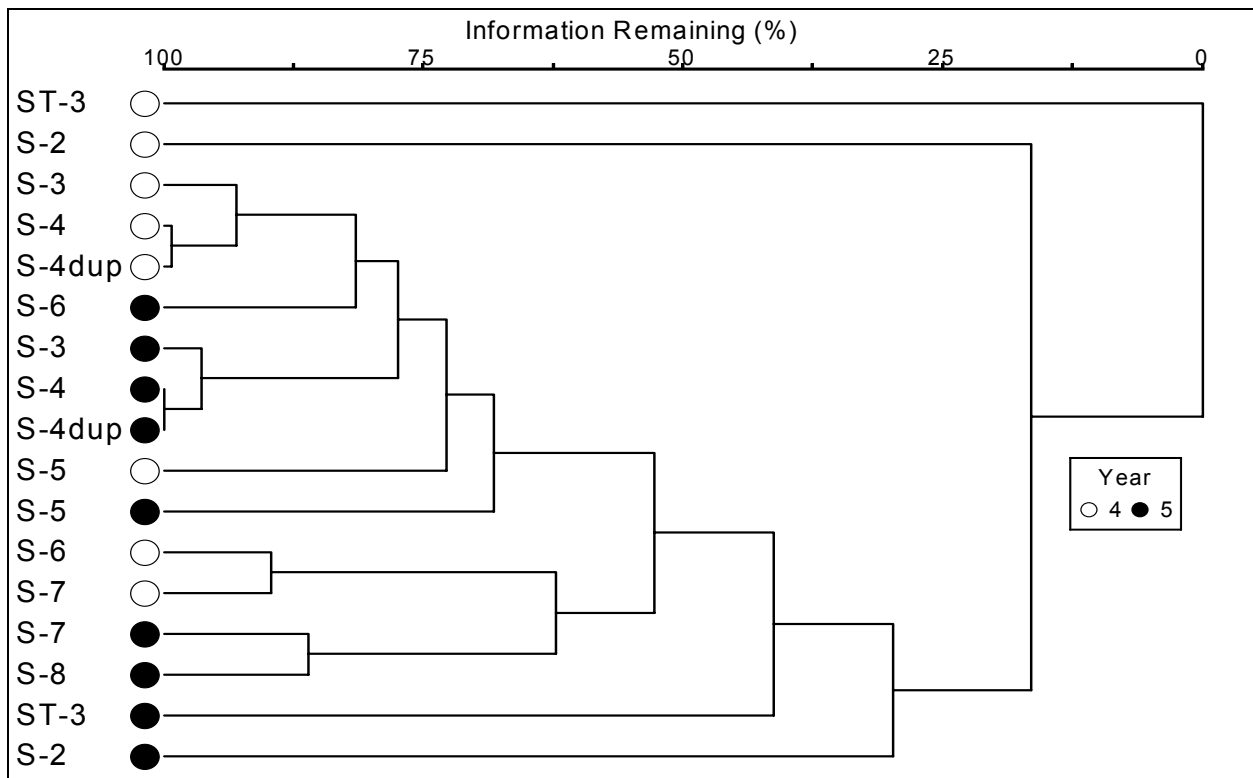 Information Remaining (%)
100 75 50 25 0
ST-3
S-2
S-3
S-4
S-4dup
S-6
S-3
S-4
S-4dup
S-5
S-5
S-6
S-7
S-7
S-8
ST-3
S-2
Year
4 5